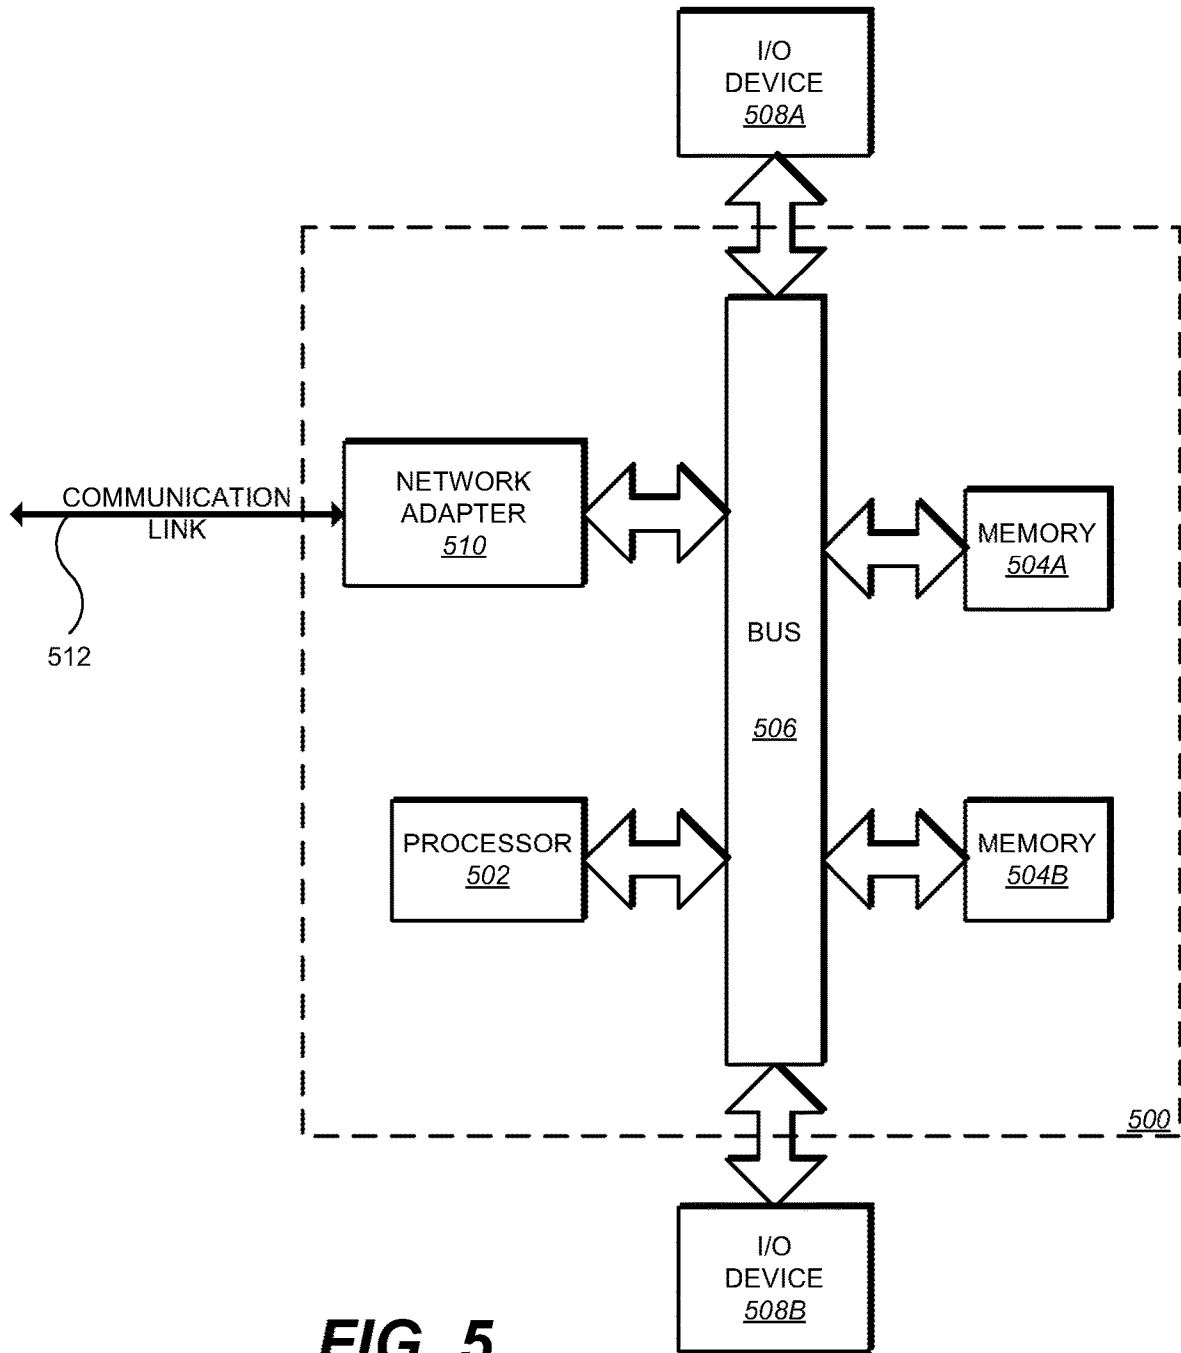 I/O
DEVICE
508A
COMMUNICATION
LINK
512
NETWORK
ADAPTER
510
MEMORY
504A
BUS
506
PROCESSOR
502
MEMORY
504B
500
I/O
DEVICE
508B
FIG. 5